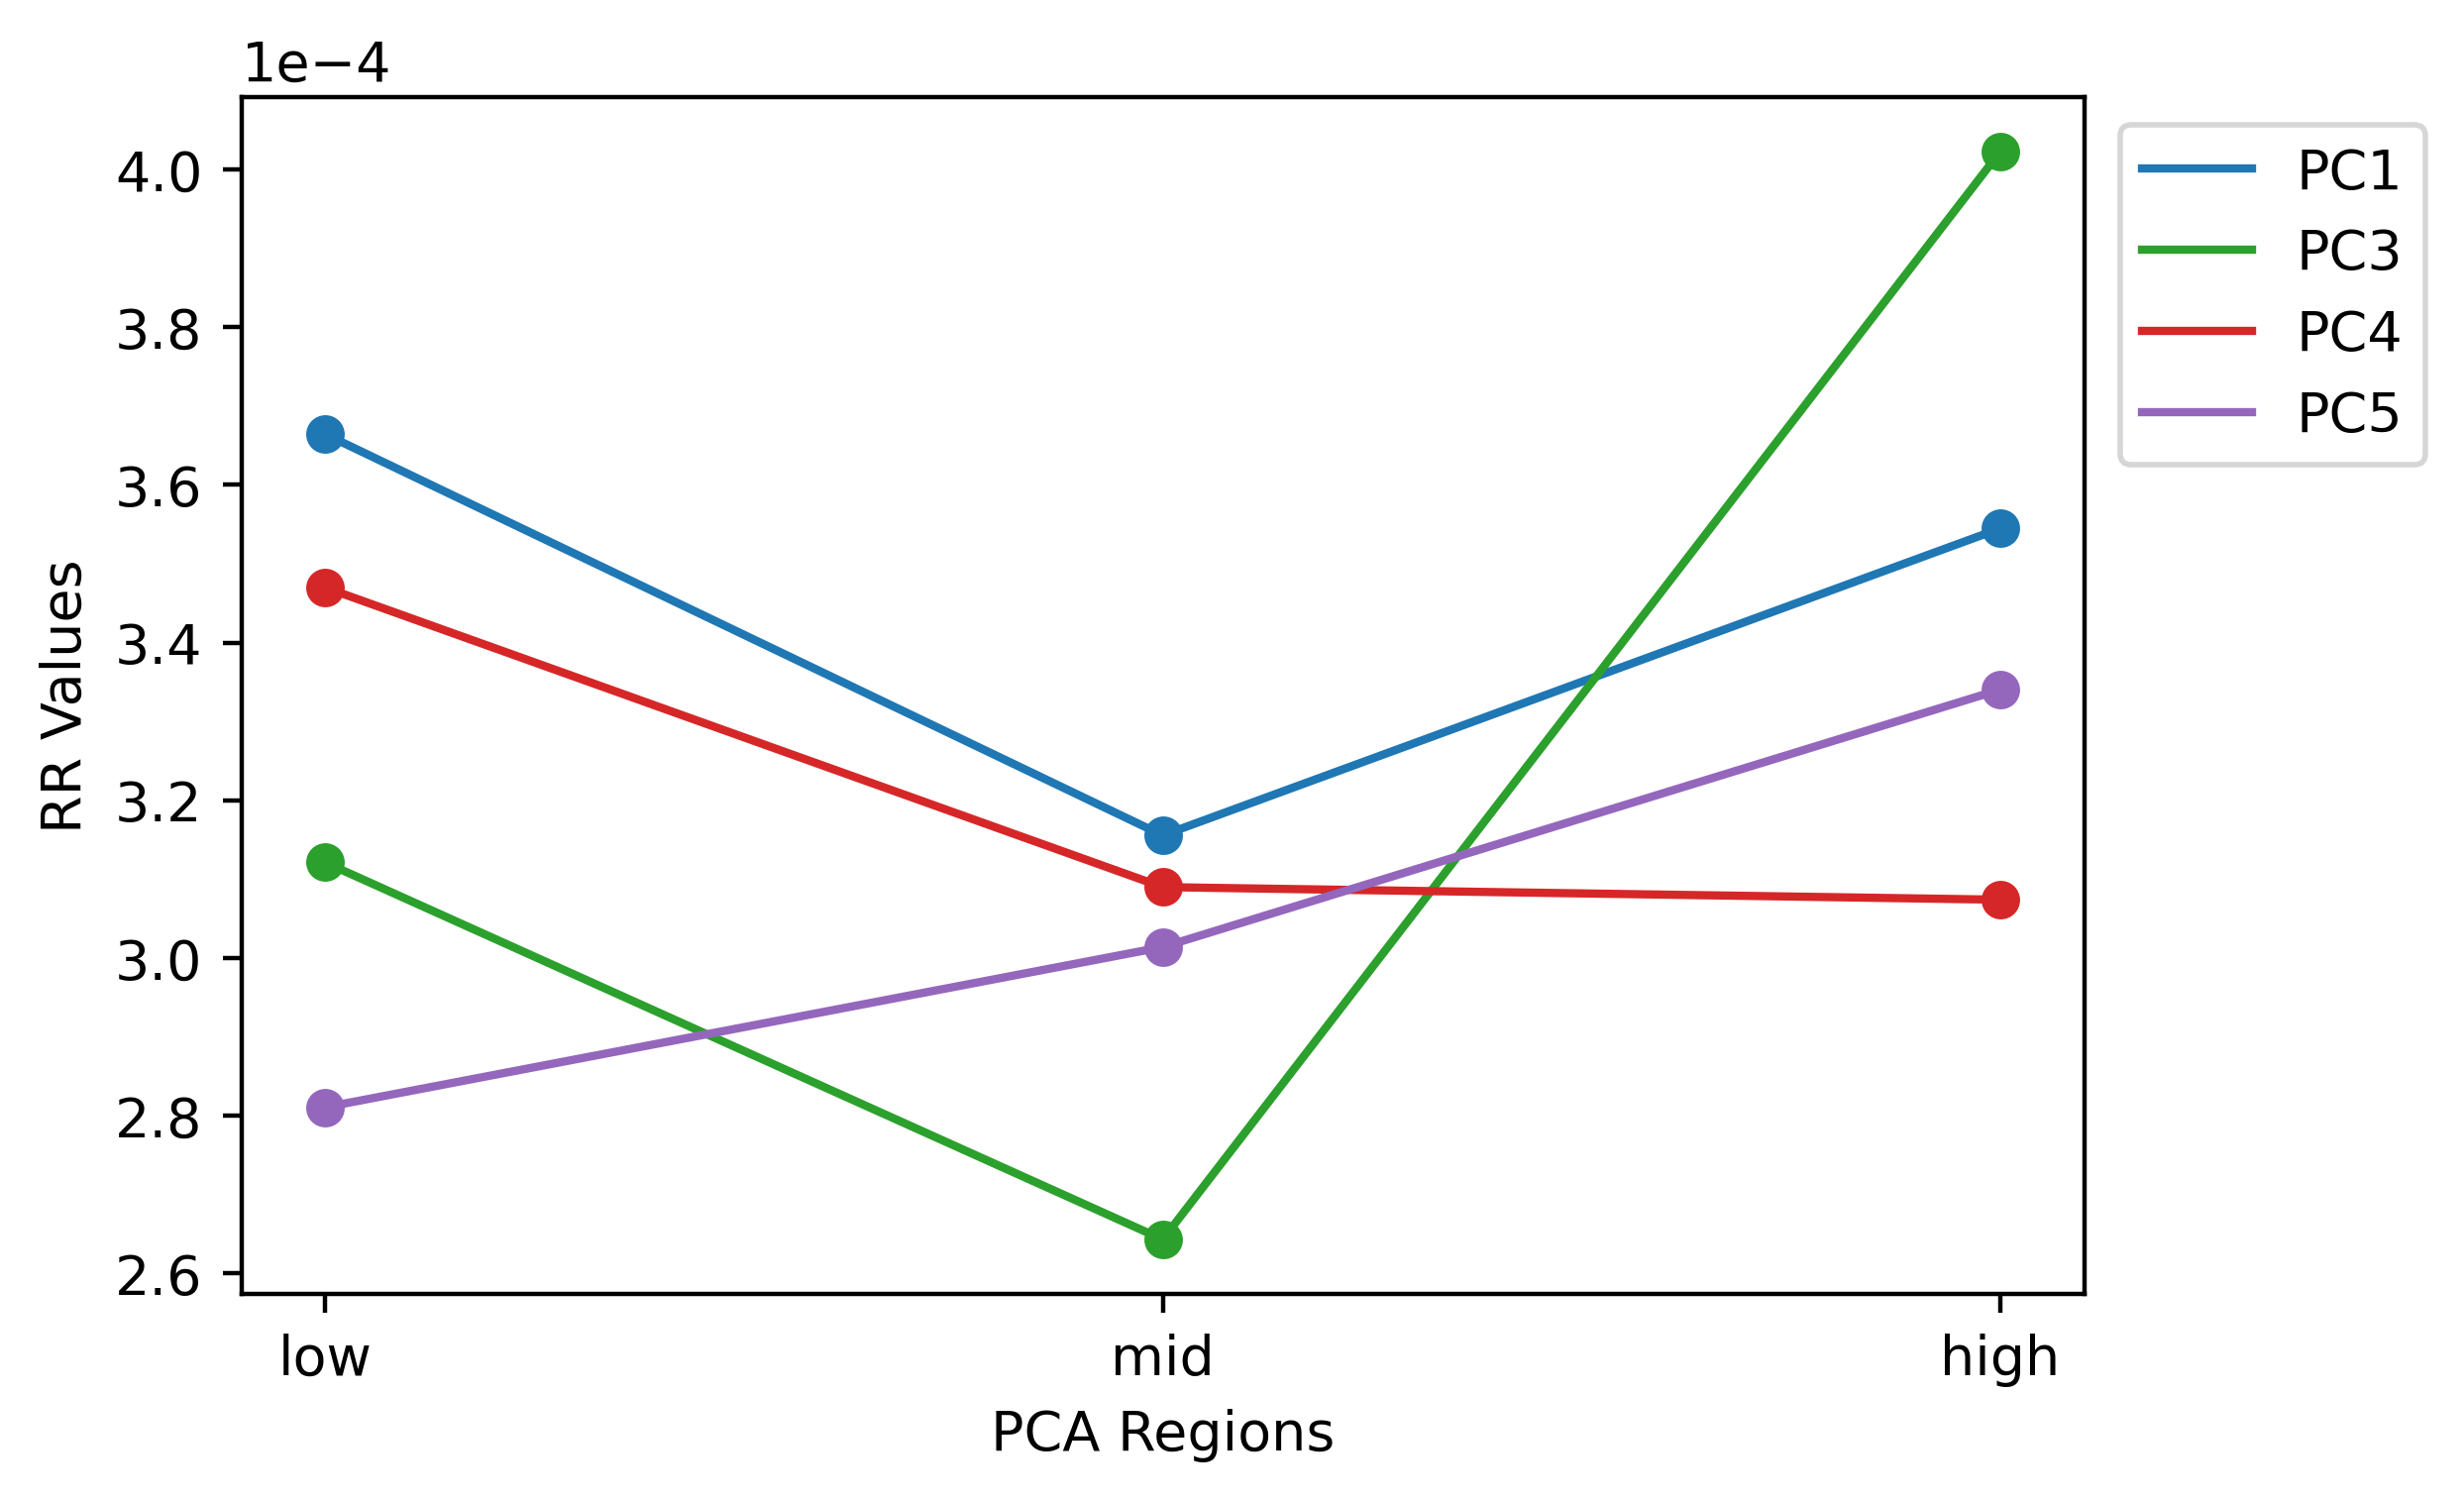 1e−4
4.0
3.8
3.6
3.4
3.2
3.0
2.8
2.6
RR Values
low
mid
high
PCA Regions
PC1
PC3
PC4
PC5